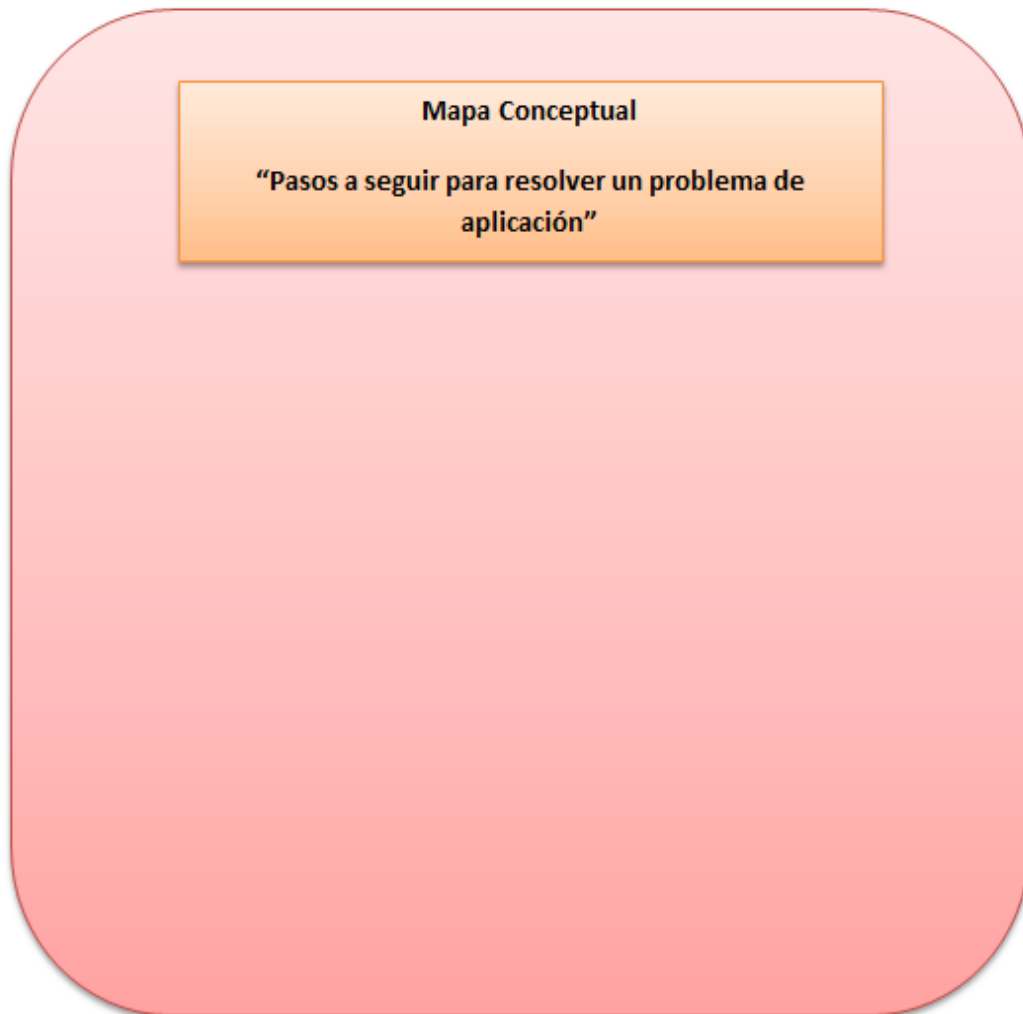 Mapa Conceptual
“Pasos a seguir para resolver un problema de
aplicación”